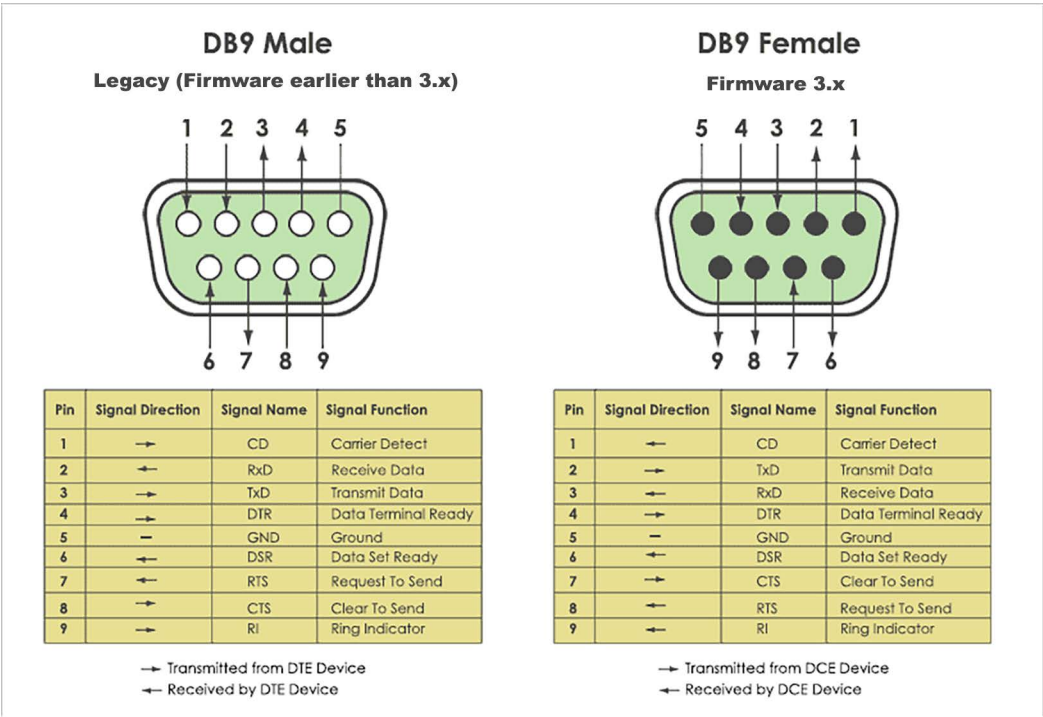 DB9 Male
Legacy (Firmware earlier than 3.x)
1 2 3 4 5
6 7 8 9
Pin Signal Direction Signal Name Signal Function
1 → CD Carrier Detect
2 ← RxD Receive Data
3 → TxD Transmit Data
4 → DTR Data Terminal Ready
5 – GND Ground
6 ← DSR Data Set Ready
7 ← RTS Request To Send
8 → CTS Clear To Send
9 → RI Ring Indicator
→ Transmitted from DTE Device
← Received by DTE Device
DB9 Female
Firmware 3.x
5 4 3 2 1
9 8 7 6
Pin Signal Direction Signal Name Signal Function
1 ← CD Carrier Detect
2 → TxD Transmit Data
3 ← RxD Receive Data
4 → DTR Data Terminal Ready
5 – GND Ground
6 ← DSR Data Set Ready
7 → CTS Clear To Send
8 ← RTS Request To Send
9 ← RI Ring Indicator
→ Transmitted from DCE Device
← Received by DCE Device